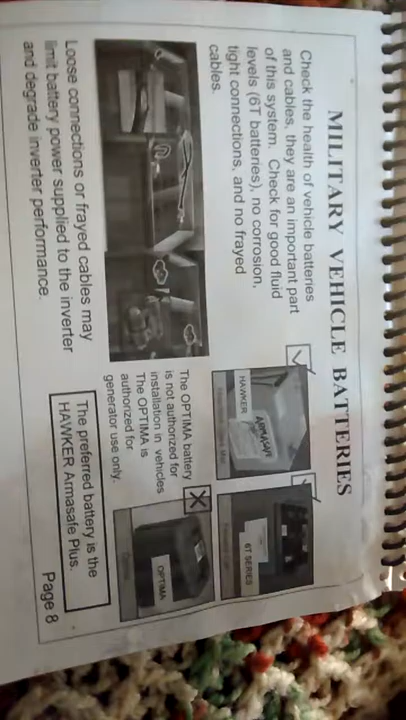 MILITARY VEHICLE BATTERIES
Check the health of vehicle batteries
and cables, they are an important part
of this system. Check for good fluid
levels (6T batteries), no corrosion,
tight connections, and no frayed
cables.
HAWKER
ARMASAFE
6T SERIES
Loose connections or frayed cables may
limit battery power supplied to the inverter
and degrade inverter performance.
The OPTIMA battery
is not authorized for
installation in vehicles
The OPTIMA is
authorized for
generator use only.
OPTIMA
The preferred battery is the
HAWKER Armasafe Plus.
Page 8